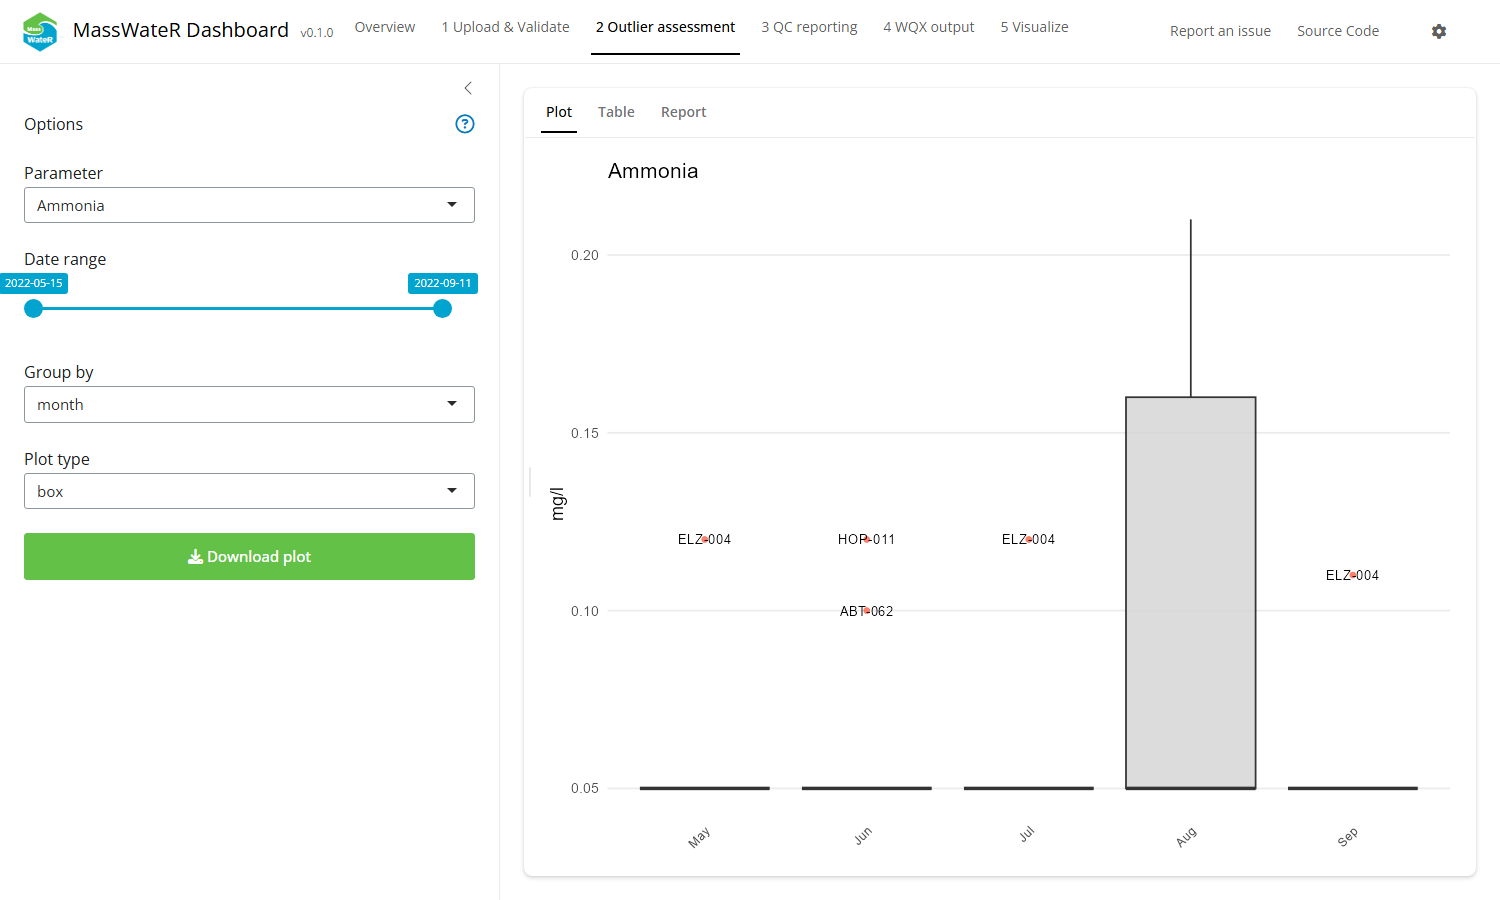 Mass
WateR
MassWateR Dashboard v0.1.0 Overview 1 Upload & Validate 2 Outlier assessment 3 QC reporting 4 WQX output 5 Visualize Report an issue Source Code
Options
?
Parameter
Ammonia
Date range
2022-05-15 2022-09-11
Group by
month
Plot type
box
Download plot
Plot Table Report
Ammonia
0.20
0.15
mg/l
ELZ-004 HOP-011 ELZ-004
ELZ-004
0.10
ABT-062
0.05
May Jun Jul Aug Sep